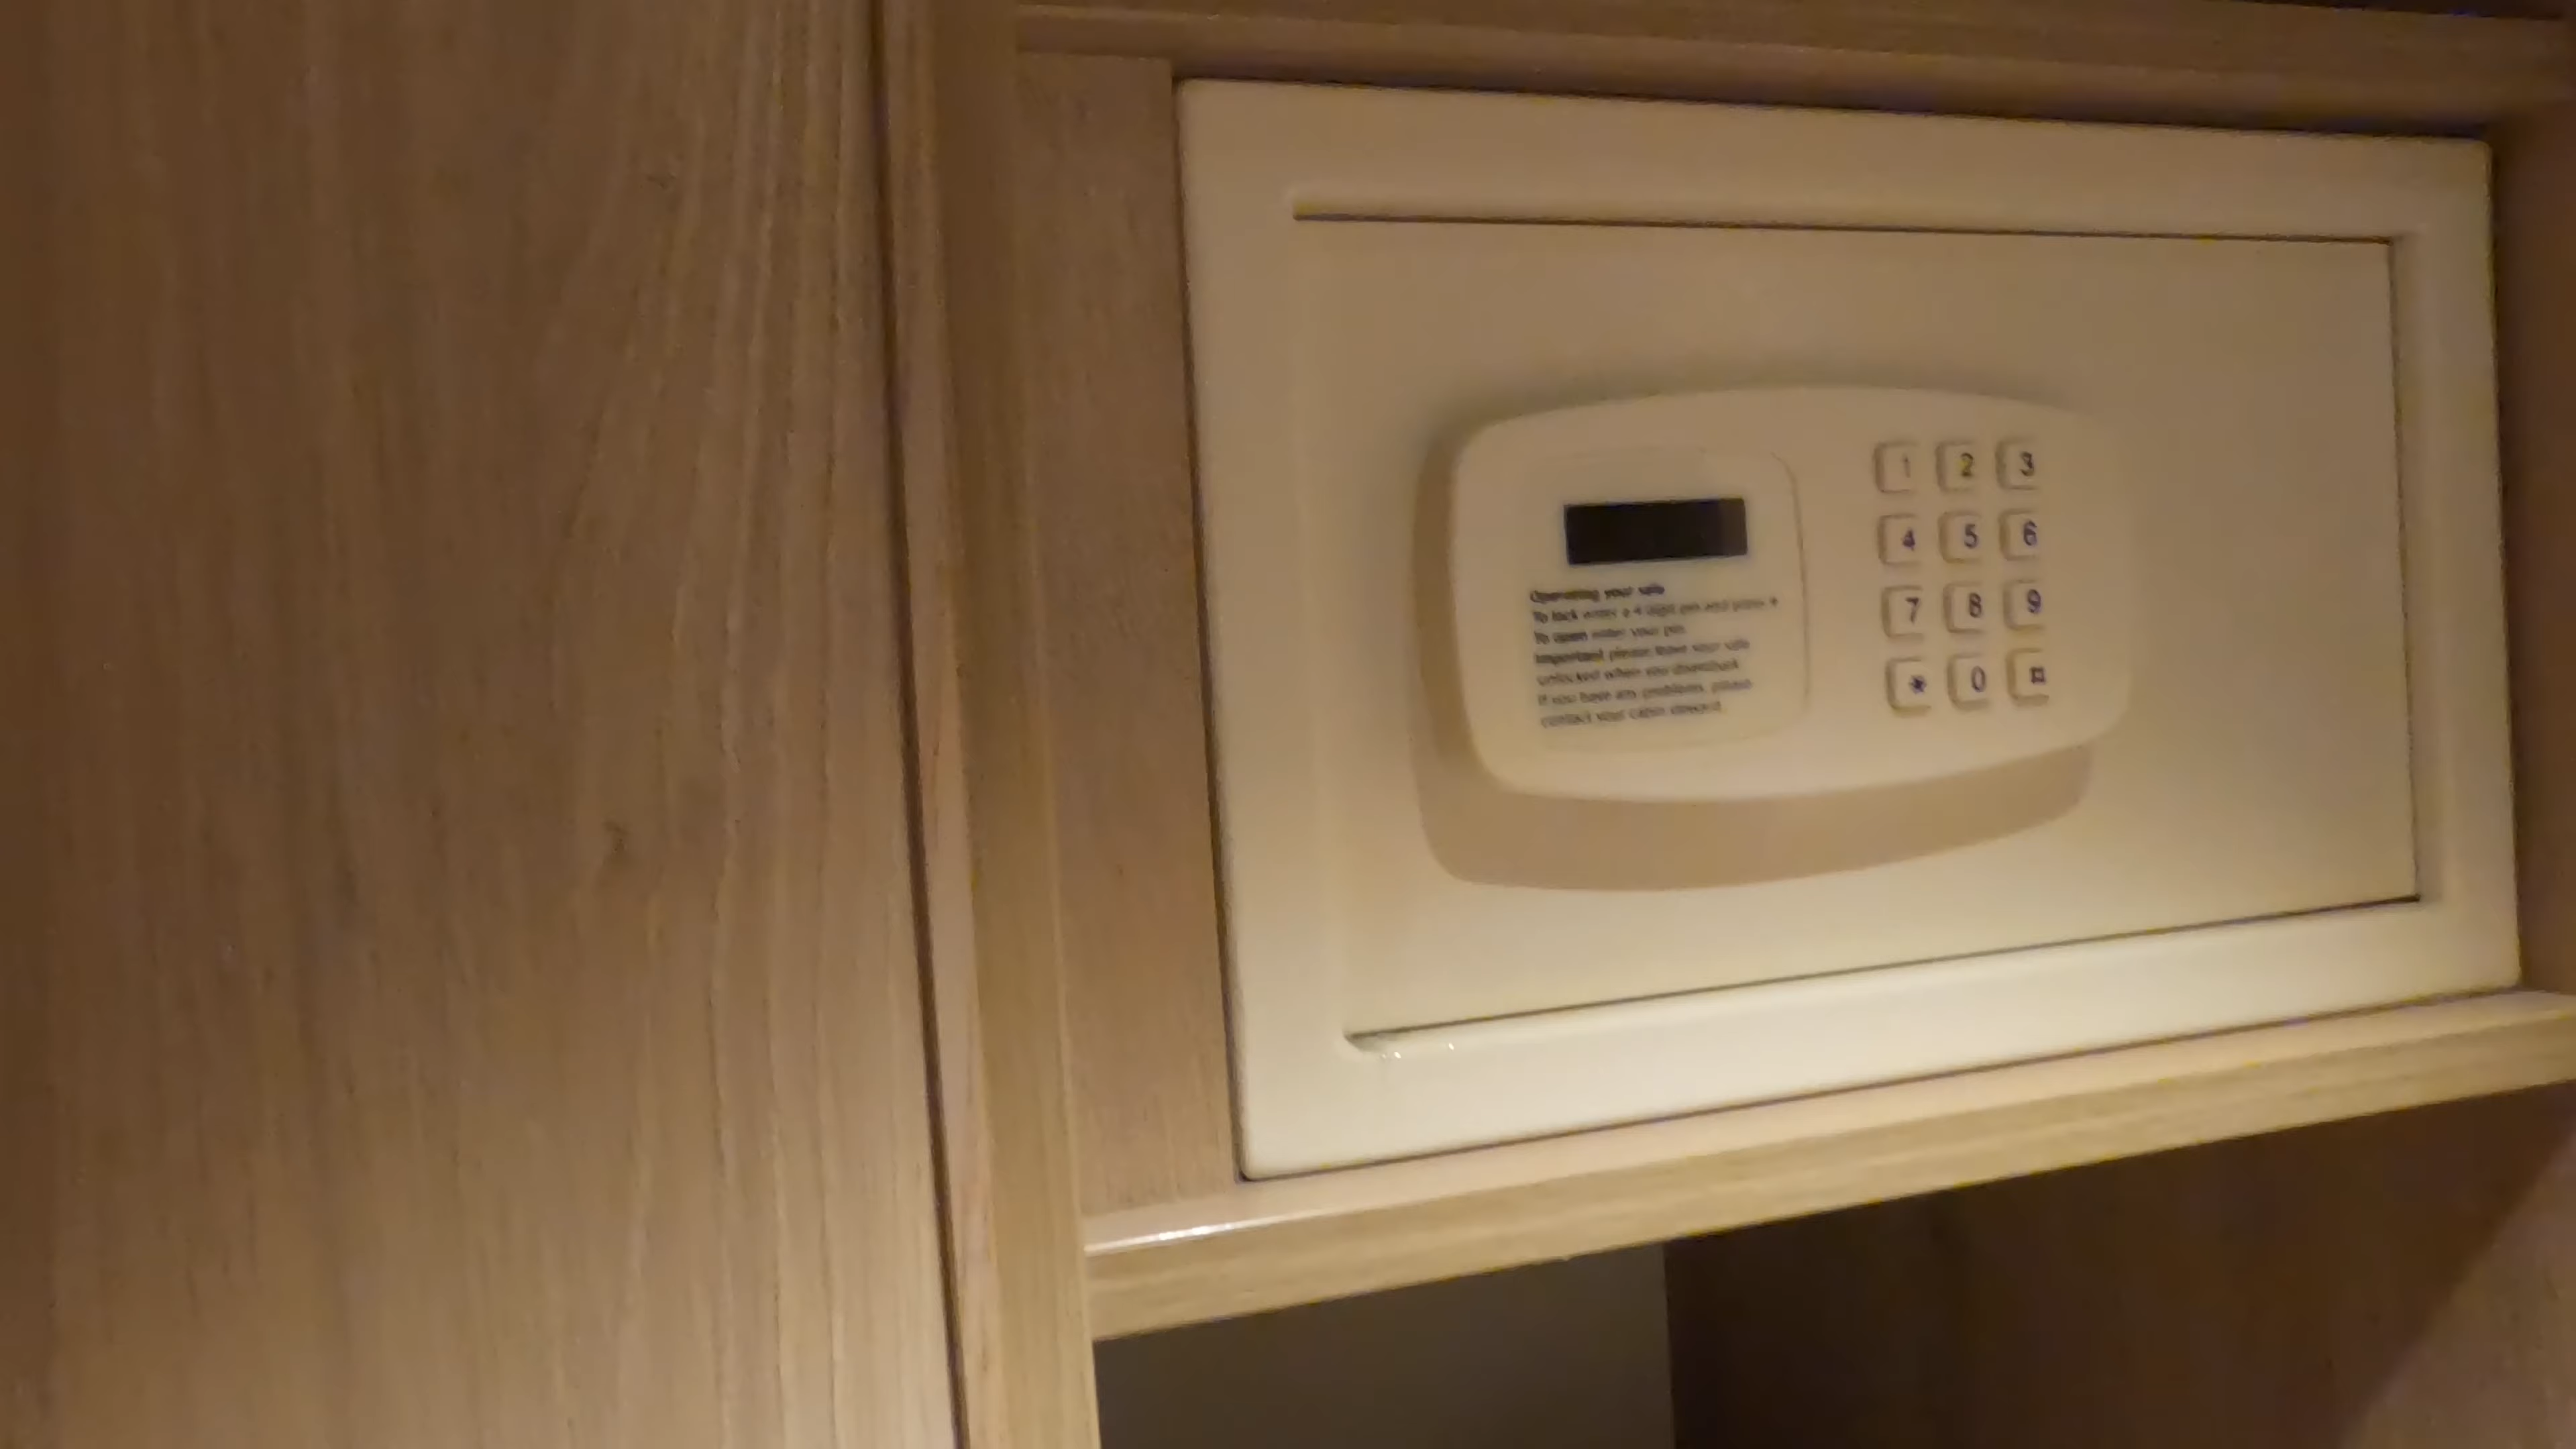 Operating your safe
To lock enter a 4 digit pin and press #
To open enter your pin
Important please leave your safe
unlocked when you disembark
If you have any problems, please
contact your cabin steward
1 2 3
4 5 6
7 8 9
* 0 ¤